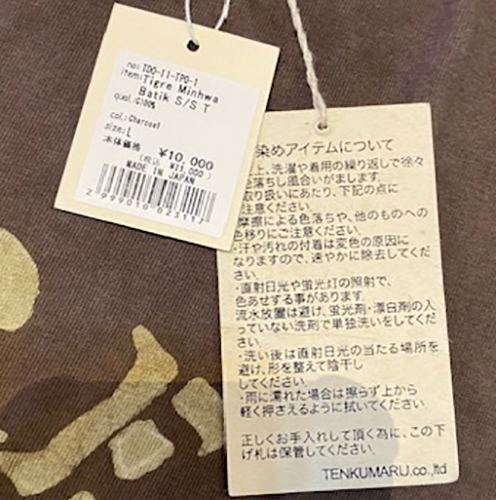 no: TDO-11-TPO-1
item: Tigre Minhwa
Batik S/S T
qual.: C100%
col.: Charcoal
size: L
本体価格 ¥10,000
(税込 ¥11,000)
MADE IN JAPAN
染めアイテムについて
上、洗濯や着用の繰り返しで徐々
色落ちし風合いがまします。
取り扱いにあたり、下記の点に
注意ください。
摩擦による色落ちや、他のものへの
色移りにご注意ください。
・汗や汚れの付着は変色の原因に
なりますので、速やかに除去してくだ
さい。
・直射日光や蛍光灯の照射で、
色あせする事があります。
流水放置は避け、蛍光剤・漂白剤の入
っていない洗剤で単独洗いをしてくだ
さい。
・洗い後は直射日光の当たる場所を
避け、形を整えて陰干し
してください。
・雨に濡れた場合は擦らず上から
軽く押さえるように拭いてください。
正しくお手入れして頂く為に、この下
げ札は保管してください。
TENKUMARU.co.,ltd